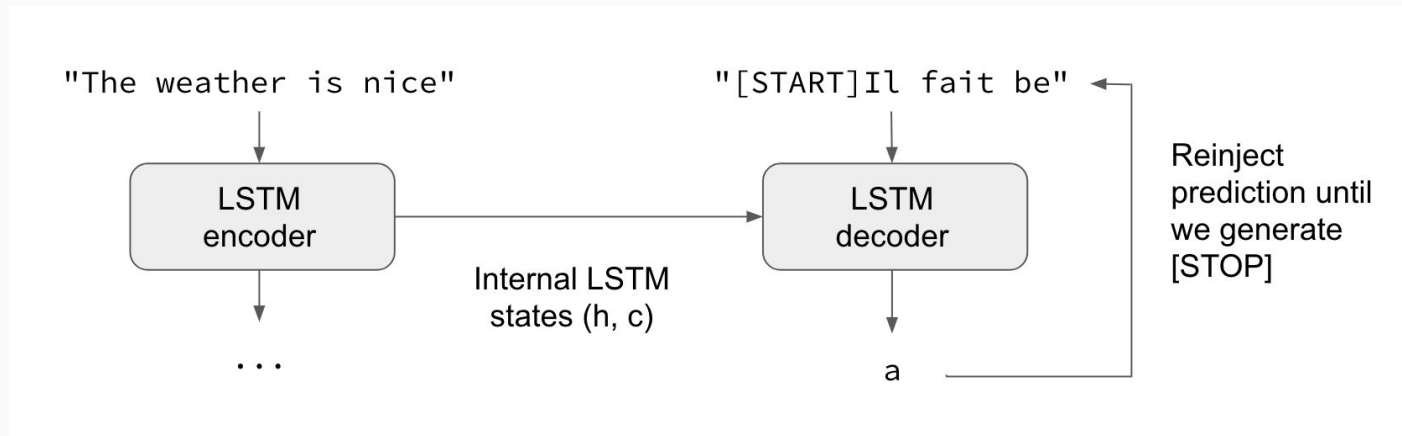 "The weather is nice"
"[START]Il fait be"
LSTM
encoder
LSTM
decoder
Internal LSTM
states (h, c)
Reinject
prediction until
we generate
[STOP]
...
a